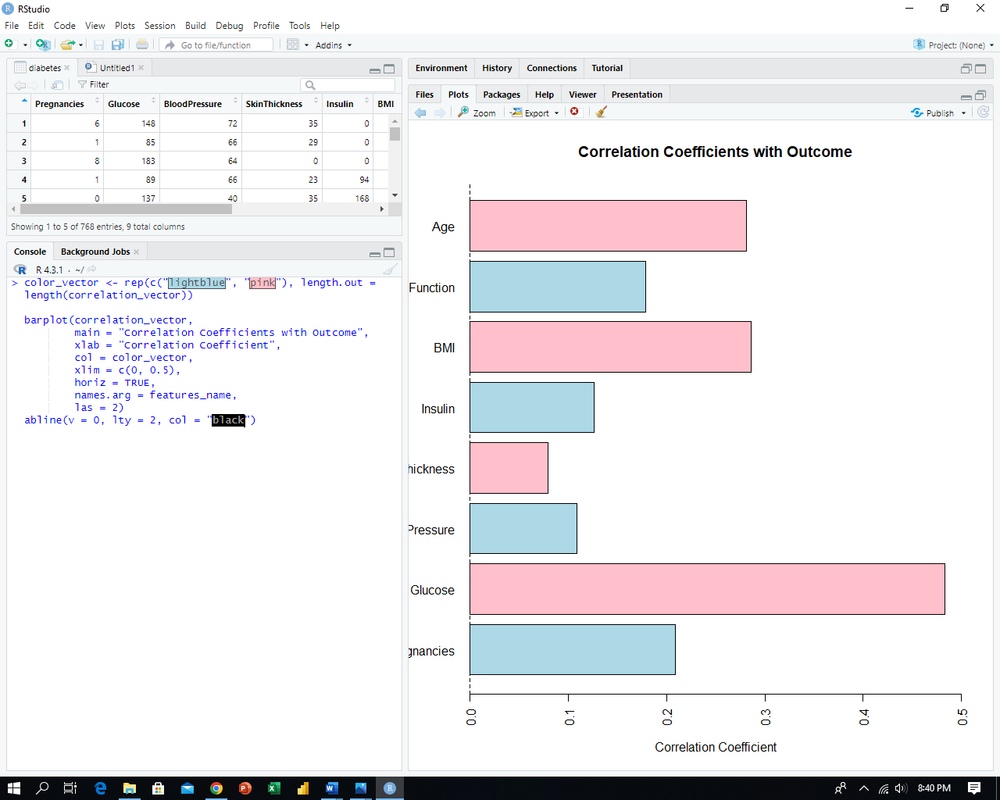 RStudio
File Edit Code View Plots Session Build Debug Profile Tools Help
Go to file/function Addins Project: (None)
diabetes Untitled1
Filter
Pregnancies Glucose BloodPressure SkinThickness Insulin BMI
1 6 148 72 35 0
2 1 85 66 29 0
3 8 183 64 0 0
4 1 89 66 23 94
5 0 137 40 35 168
Showing 1 to 5 of 768 entries, 9 total columns
Console Background Jobs
R 4.3.1 · ~/
> color_vector <- rep(c("lightblue", "pink"), length.out =
length(correlation_vector))
barplot(correlation_vector,
main = "Correlation Coefficients with Outcome",
xlab = "Correlation Coefficient",
col = color_vector,
xlim = c(0, 0.5),
horiz = TRUE,
names.arg = features_name,
las = 2)
abline(v = 0, lty = 2, col = "black")
Environment History Connections Tutorial
Files Plots Packages Help Viewer Presentation
Zoom Export Publish
Correlation Coefficients with Outcome
Age
Function
BMI
Insulin
hickness
Pressure
Glucose
gnancies
0.0 0.1 0.2 0.3 0.4 0.5
Correlation Coefficient
8:40 PM